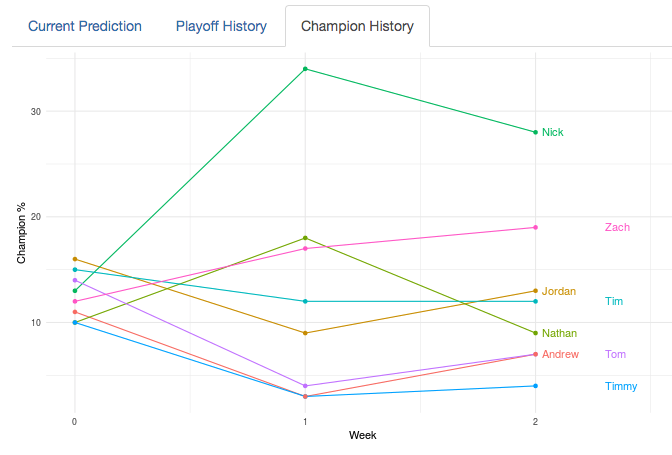 Current Prediction Playoff History Champion History
30
20
10
Champion %
Nick
Zach
Jordan
Tim
Nathan
Andrew Tom
Timmy
0 1 2
Week